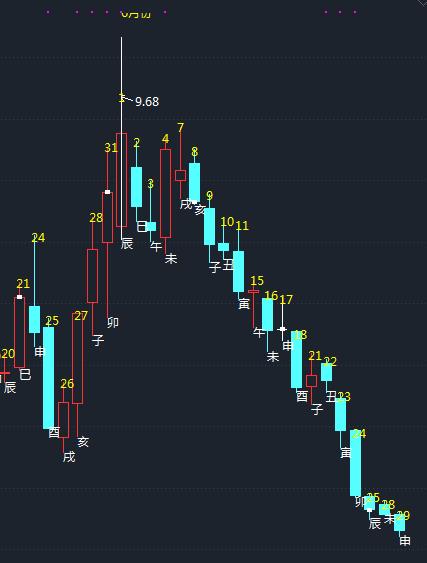 6月份
1
9.68
31
2
4
7
8
3
9
28
10
11
24
21
25
20
26
27
15
16
17
18
21
22
23
24
25
28
29
辰
巳
申
酉
戌
亥
子
卯
辰
巳
午
未
戌
亥
子
丑
寅
午
未
申
酉
子
丑
寅
卯
辰
未
申